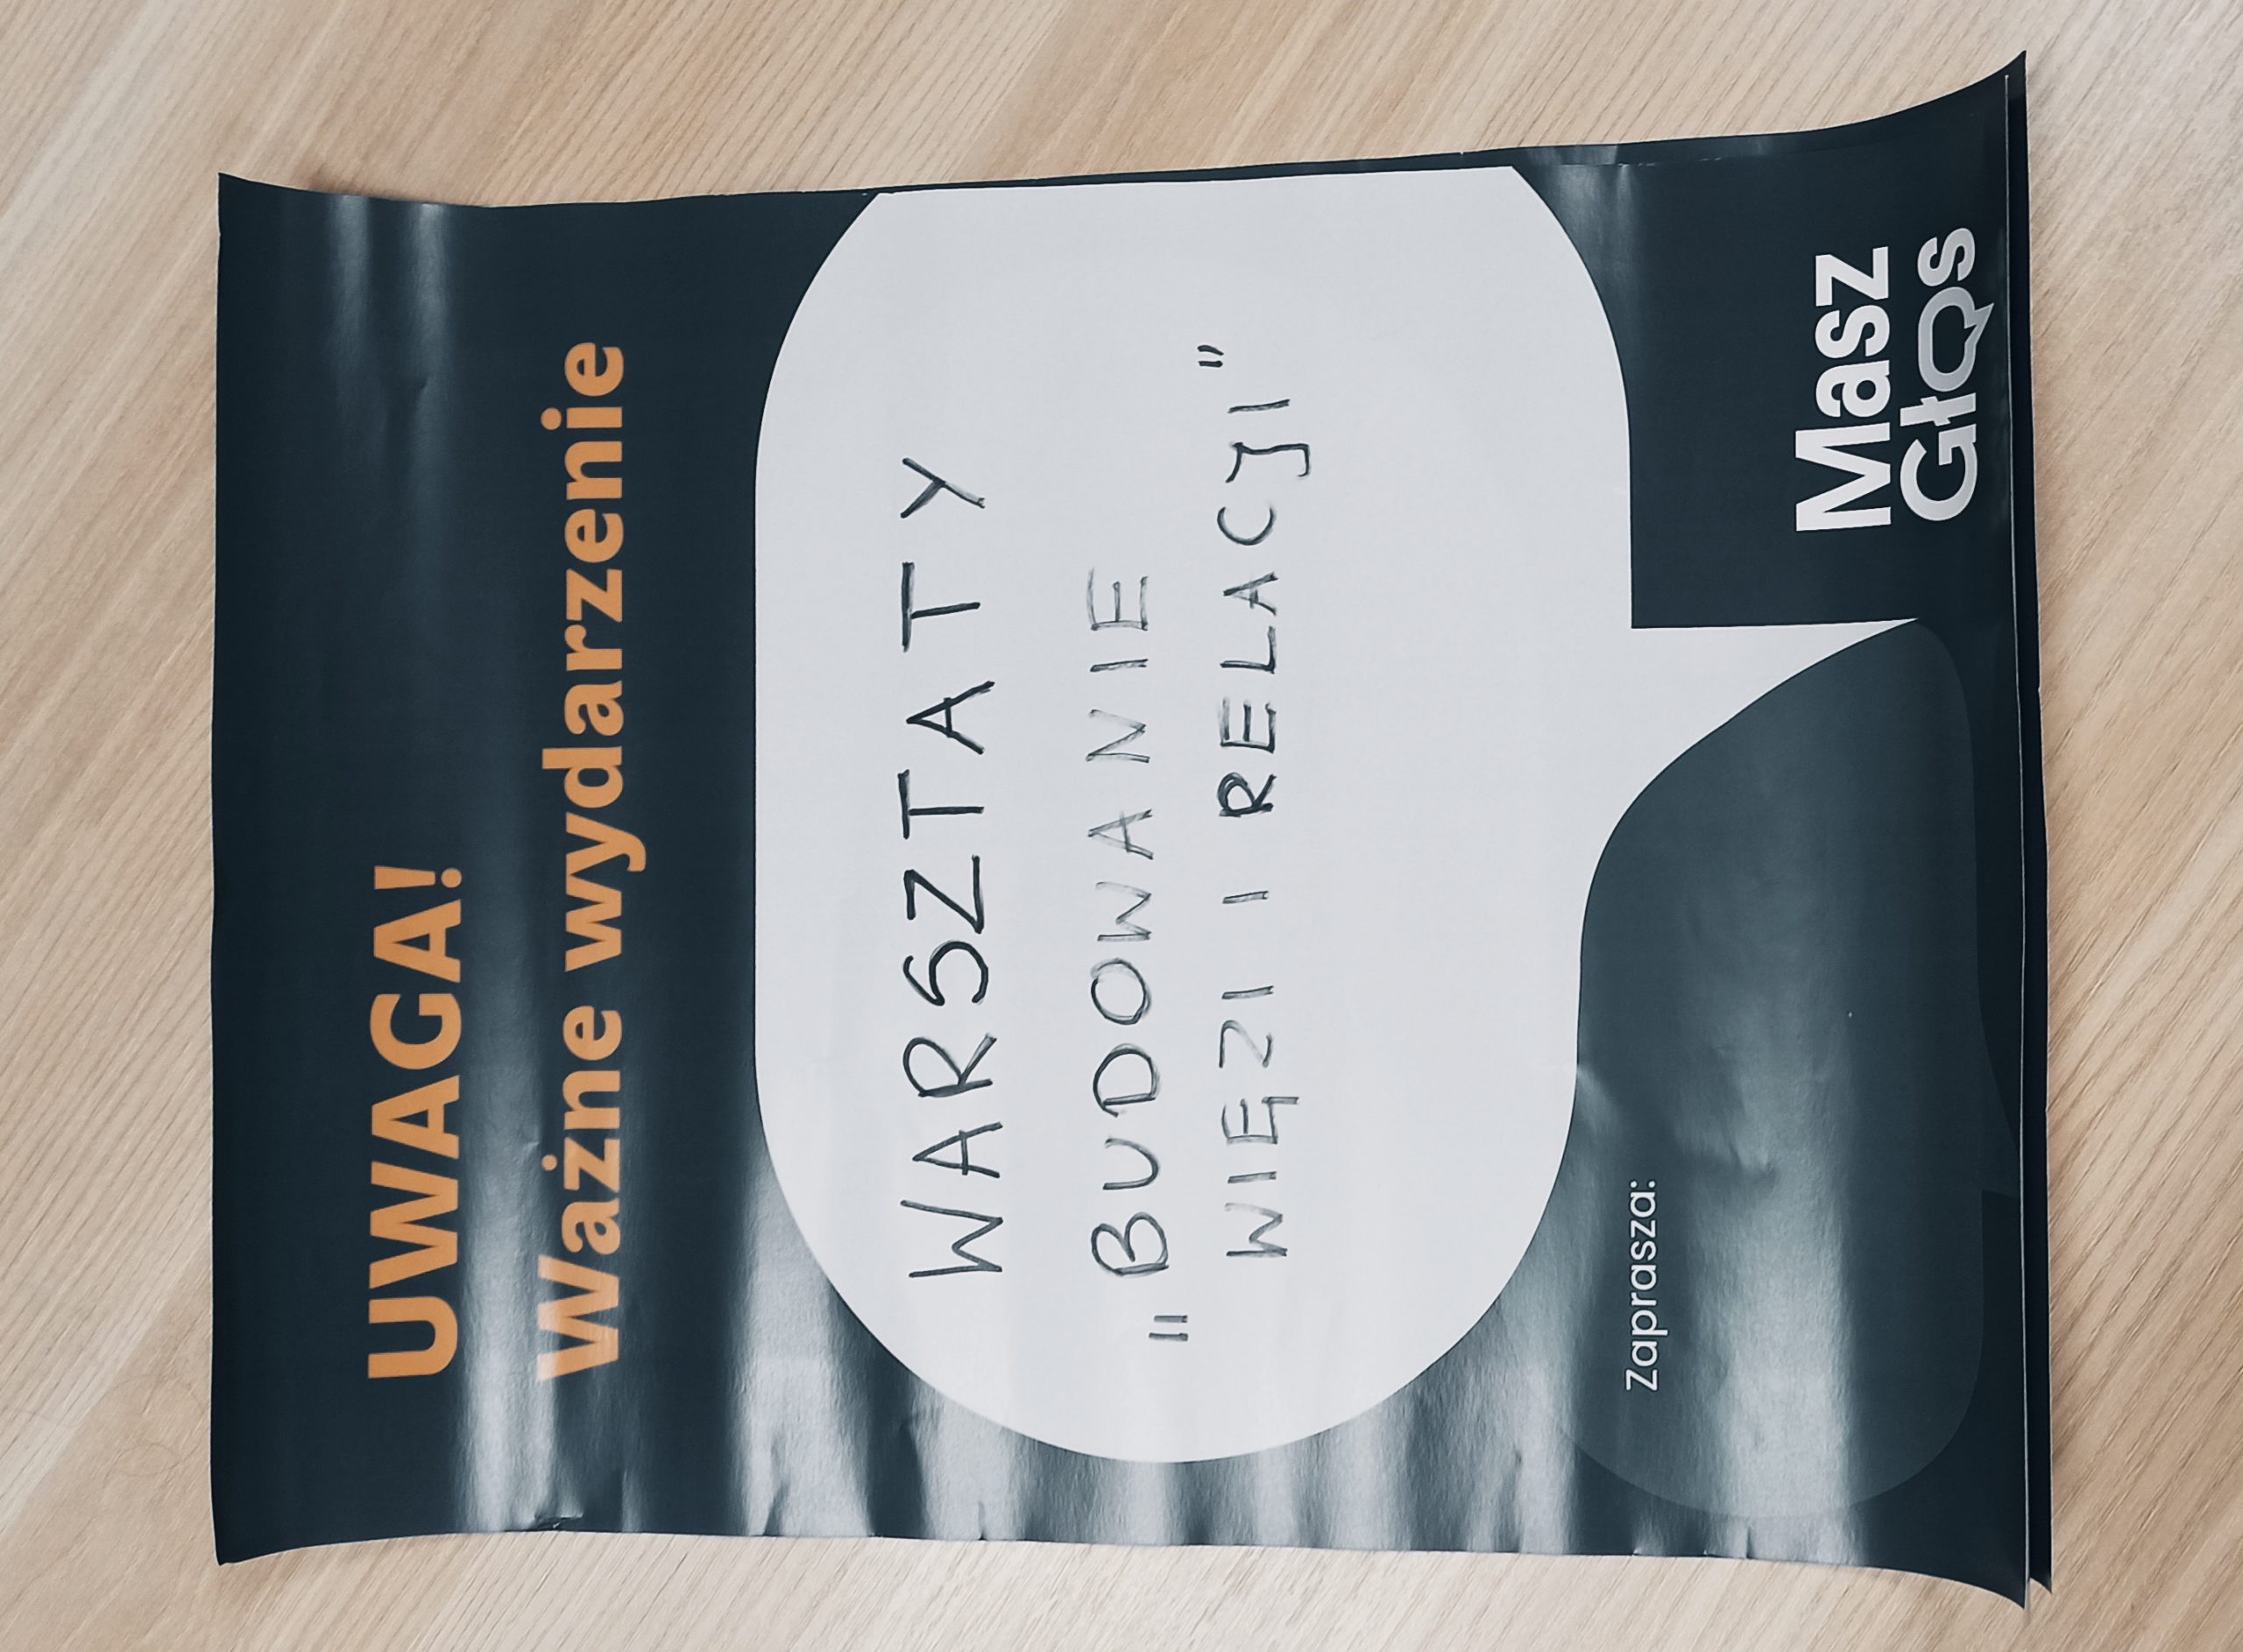 UWAGA!
Ważne wydarzenie
WARSZTATY
"BUDOWANIE
WIĘZI I RELACJI"
Zaprasza:
Masz
Głos